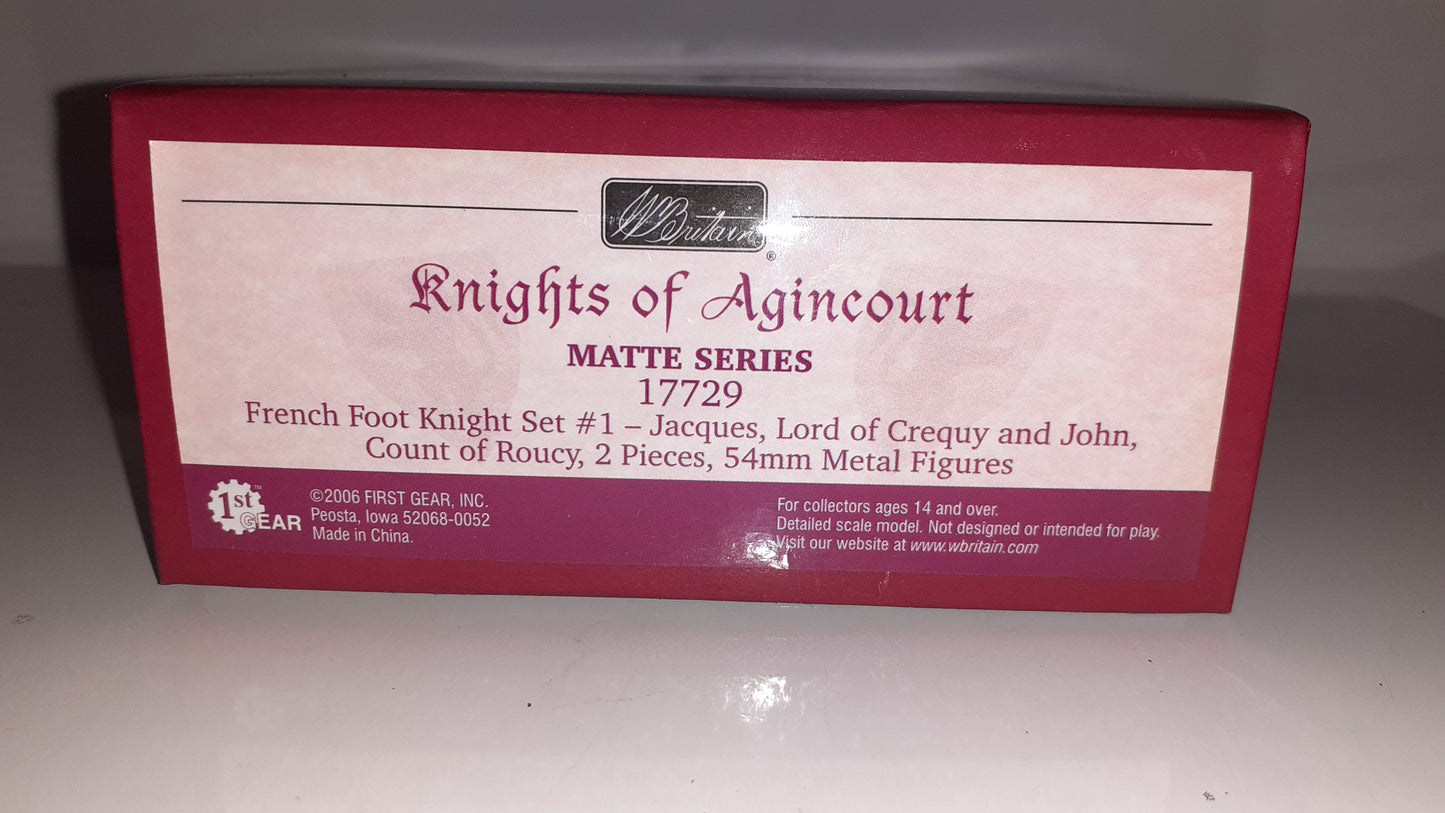 W Britain ®
Knights of Agincourt
MATTE SERIES
17729
French Foot Knight Set #1 – Jacques, Lord of Crequy and John,
Count of Roucy, 2 Pieces, 54mm Metal Figures
1st GEAR ™
©2006 FIRST GEAR, INC.
Peosta, Iowa 52068-0052
Made in China.
For collectors ages 14 and over.
Detailed scale model. Not designed or intended for play.
Visit our website at www.wbritain.com